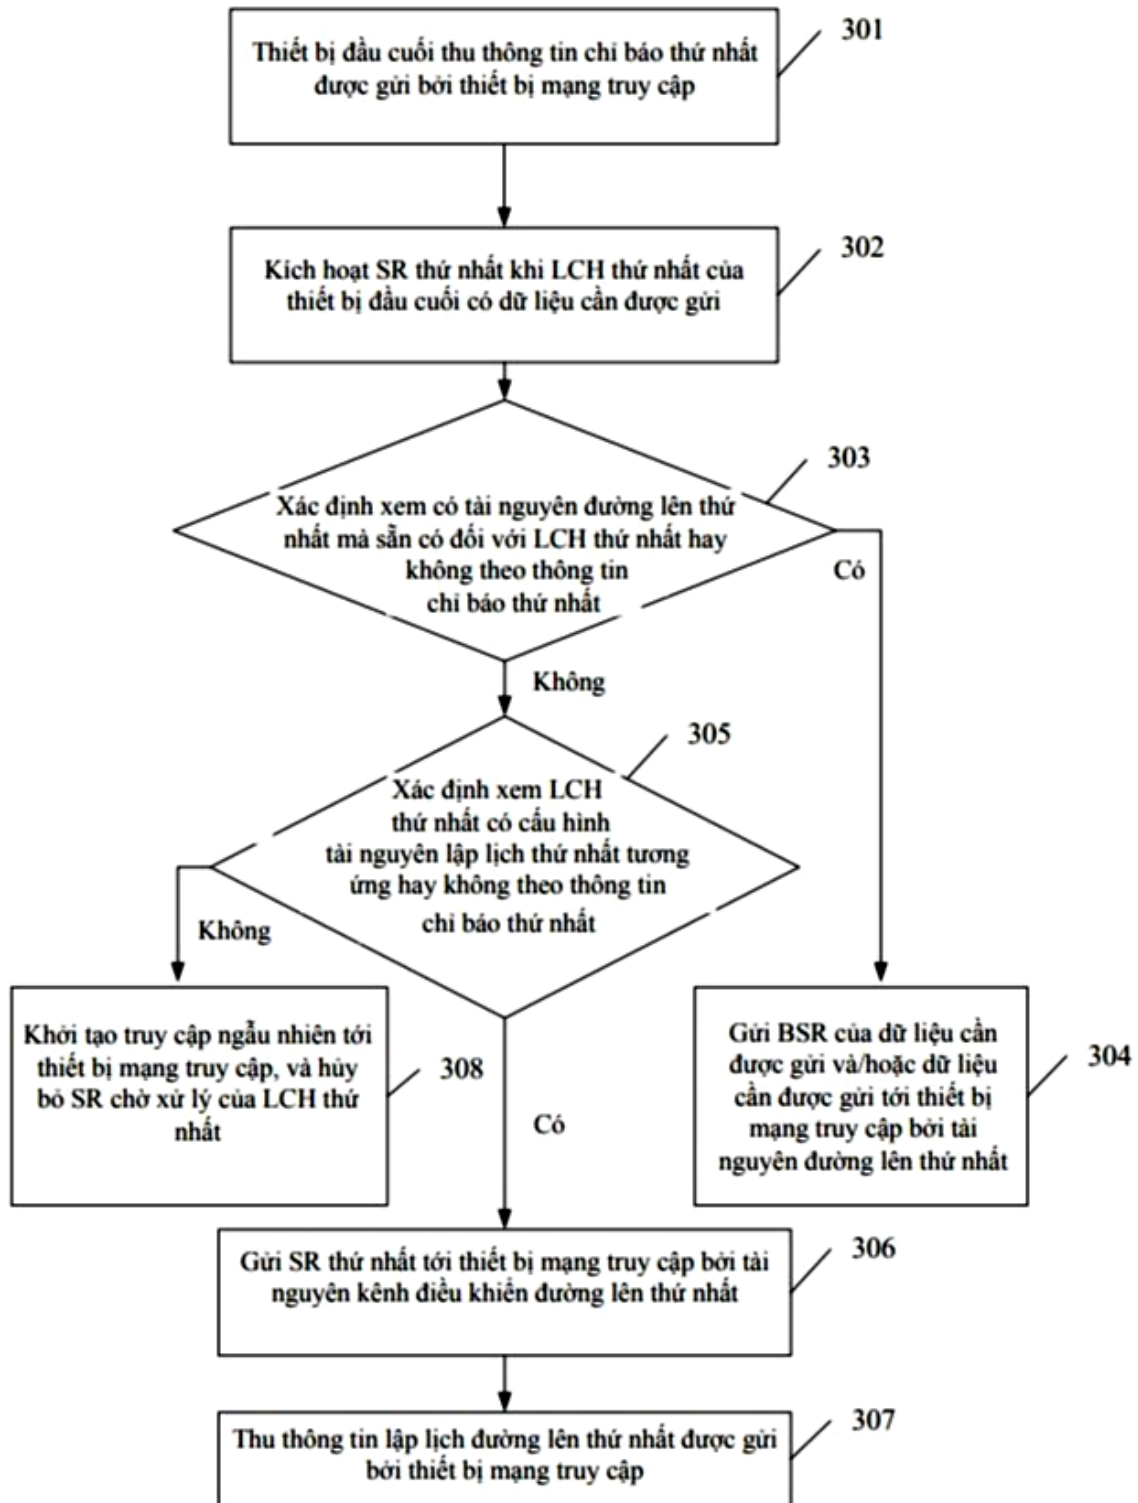 301
Thiết bị đầu cuối thu thông tin chỉ báo thứ nhất
được gửi bởi thiết bị mạng truy cập
302
Kích hoạt SR thứ nhất khi LCH thứ nhất của
thiết bị đầu cuối có dữ liệu cần được gửi
303
Xác định xem có tài nguyên đường lên thứ
nhất mà sẵn có đối với LCH thứ nhất hay
không theo thông tin
chỉ báo thứ nhất
Có
Không
305
Xác định xem LCH
thứ nhất có cấu hình
tài nguyên lập lịch thứ nhất tương
ứng hay không theo thông tin
chỉ báo thứ nhất
Không
Khởi tạo truy cập ngẫu nhiên tới
thiết bị mạng truy cập, và hủy
bỏ SR chờ xử lý của LCH thứ
nhất
308
Có
Gửi BSR của dữ liệu cần
được gửi và/hoặc dữ liệu
cần được gửi tới thiết bị
mạng truy cập bởi tài
nguyên đường lên thứ nhất
304
Gửi SR thứ nhất tới thiết bị mạng truy cập bởi tài
nguyên kênh điều khiển đường lên thứ nhất
306
Thu thông tin lập lịch đường lên thứ nhất được gửi
bởi thiết bị mạng truy cập
307